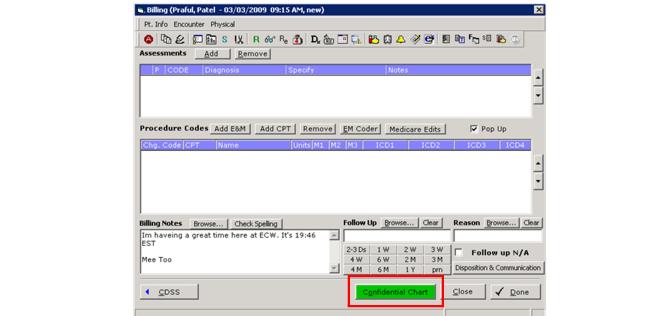 Billing (Praful, Patel - 03/03/2009 09:15 AM, new)
Pt. Info Encounter Physical
S R Rx Dx
Assessments Add Remove
P CODE Diagnosis Specify Notes
Procedure Codes Add E&M Add CPT Remove EM Coder Medicare Edits Pop Up
Chg. Code CPT Name Units M1 M2 M3 ICD1 ICD2 ICD3 ICD4
Billing Notes Browse... Check Spelling Follow Up Browse... Clear Reason Browse... Clear
Im haveing a great time here at ECW. It's 19:46
EST
Mee Too
2-3 Ds 1 W 2 W 3 W
4 W 6 W 2 M 3 M
4 M 6 M 1 Y prn
Follow up N/A
Disposition & Communication
CDSS Confidential Chart Close Done